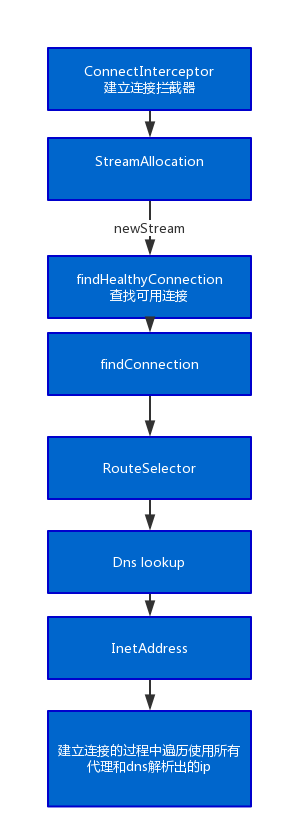 ConnectInterceptor
建立连接拦截器
StreamAllocation
newStream
findHealthyConnection
查找可用连接
findConnection
RouteSelector
Dns lookup
InetAddress
建立连接的过程中遍历使用所有
代理和dns解析出的ip